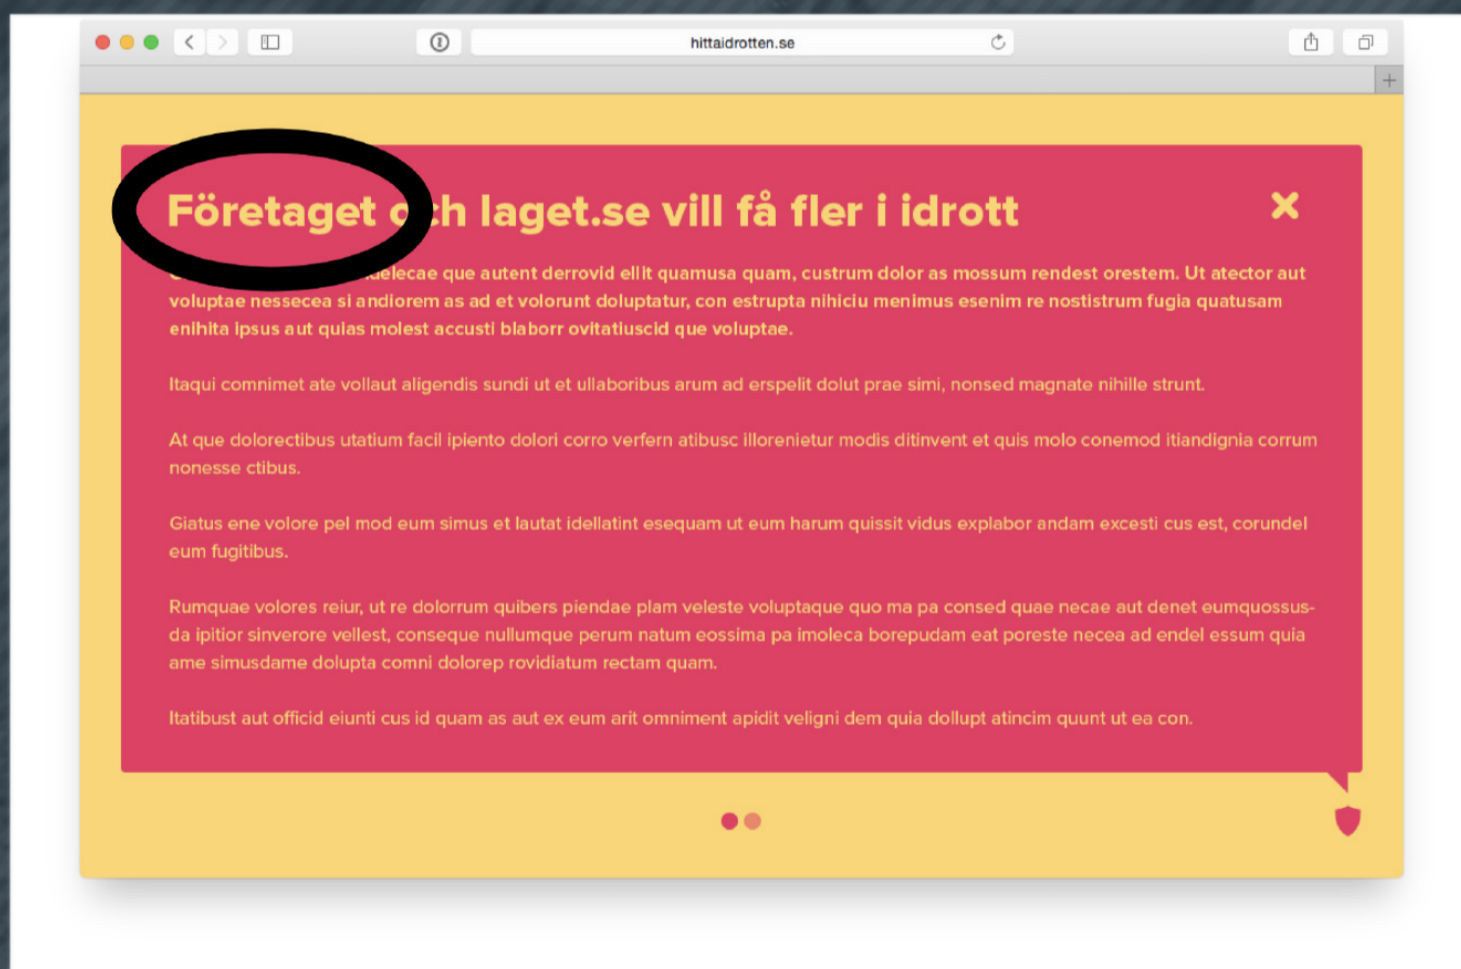 hittaidrotten.se
Företaget och laget.se vill få fler i idrott
que autent derrovid ellit quamusa quam, custrum dolor as mossum rendest orestem. Ut atector aut
voluptae nessecea si andiorem as ad et volorunt doluptatur, con estrupta nihiciu menimus esenim re nostistrum fugia quatusam
enihita ipsus aut quias molest accusti blaborr ovitatiuscid que voluptae.
Itaqui comnimet ate vollaut aligendis sundi ut et ullaboribus arum ad erspelit dolut prae simi, nonsed magnate nihille strunt.
At que dolorectibus utatium facil ipiento dolori corro verfern atibusc illorenietur modis ditinvent et quis molo conemod itiandignia corrum
nonesse ctibus.
Giatus ene volore pel mod eum simus et lautat idellatint esequam ut eum harum quissit vidus explabor andam excesti cus est, corundel
eum fugitibus.
Rumquae volores reiur, ut re dolorrum quibers piendae plam veleste voluptaque quo ma pa consed quae necae aut denet eumquossus-
da ipitior sinverore vellest, conseque nullumque perum natum eossima pa imoleca borepudam eat poreste necea ad endel essum quia
ame simusdame dolupta comni dolorep rovidiatum rectam quam.
Itatibust aut officid eiunti cus id quam as aut ex eum arit omniment apidit veligni dem quia dollupt atincim quunt ut ea con.